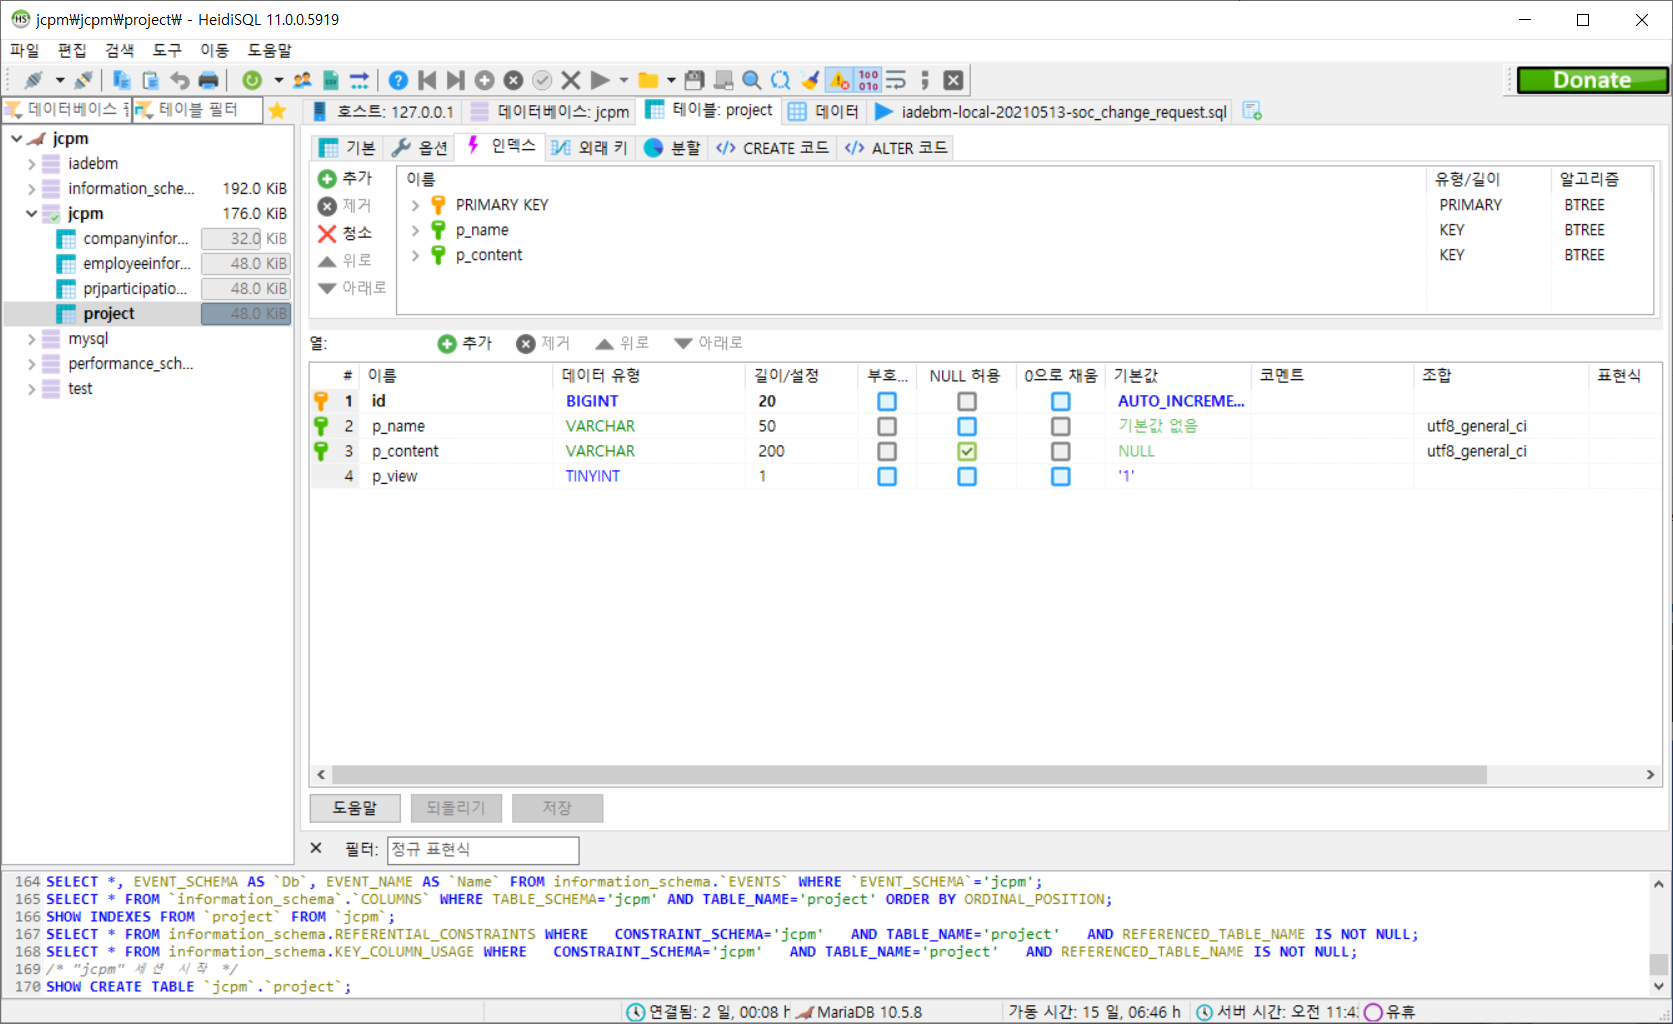 jcpm₩jcpm₩project₩ - HeidiSQL 11.0.0.5919
파일 편집 검색 도구 이동 도움말
Donate
데이터베이스 테이블 필터
호스트: 127.0.0.1 데이터베이스: jcpm 테이블: project 데이터 iadebm-local-20210513-soc_change_request.sql
jcpm
iadebm
information_sche... 192.0 KiB
jcpm 176.0 KiB
companyinfor... 32.0 KiB
employeeinfor... 48.0 KiB
prjparticipatio... 48.0 KiB
project 48.0 KiB
mysql
performance_sch...
test
기본 옵션 인덱스 외래 키 분할 CREATE 코드 ALTER 코드
추가
제거
청소
위로
아래로
이름 유형/길이 알고리즘
PRIMARY KEY PRIMARY BTREE
p_name KEY BTREE
p_content KEY BTREE
열: 추가 제거 위로 아래로
# 이름 데이터 유형 길이/설정 부호... NULL 허용 0으로 채움 기본값 코멘트 조합 표현식
1 id BIGINT 20 AUTO_INCREME...
2 p_name VARCHAR 50 기본값 없음 utf8_general_ci
3 p_content VARCHAR 200 NULL utf8_general_ci
4 p_view TINYINT 1 '1'
도움말 되돌리기 저장
필터: 정규 표현식
164 SELECT *, EVENT_SCHEMA AS `Db`, EVENT_NAME AS `Name` FROM information_schema.`EVENTS` WHERE `EVENT_SCHEMA`='jcpm';
165 SELECT * FROM `information_schema`.`COLUMNS` WHERE TABLE_SCHEMA='jcpm' AND TABLE_NAME='project' ORDER BY ORDINAL_POSITION;
166 SHOW INDEXES FROM `project` FROM `jcpm`;
167 SELECT * FROM information_schema.REFERENTIAL_CONSTRAINTS WHERE   CONSTRAINT_SCHEMA='jcpm'   AND TABLE_NAME='project'   AND REFERENCED_TABLE_NAME IS NOT NULL;
168 SELECT * FROM information_schema.KEY_COLUMN_USAGE WHERE   CONSTRAINT_SCHEMA='jcpm'   AND TABLE_NAME='project'   AND REFERENCED_TABLE_NAME IS NOT NULL;
169 /* "jcpm" 세션 시작 */
170 SHOW CREATE TABLE `jcpm`.`project`;
연결됨: 2 일, 00:08 h MariaDB 10.5.8 가동 시간: 15 일, 06:46 h 서버 시간: 오전 11:4 유휴